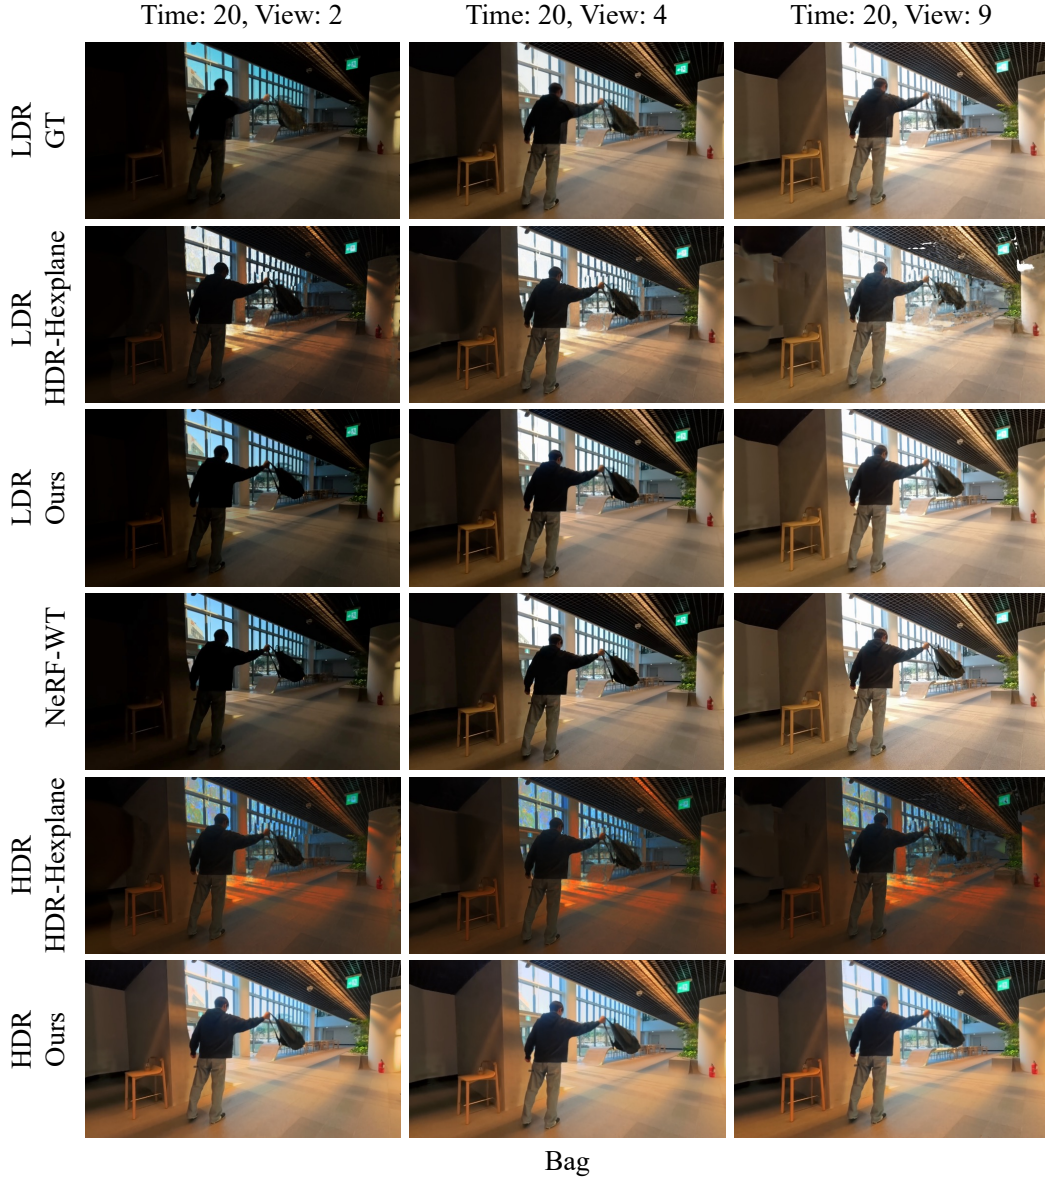 Time: 20, View: 2
Time: 20, View: 4
Time: 20, View: 9
LDR
GT
LDR
HDR-Hexplane
LDR
Ours
NeRF-WT
HDR
HDR-Hexplane
HDR
Ours
Bag